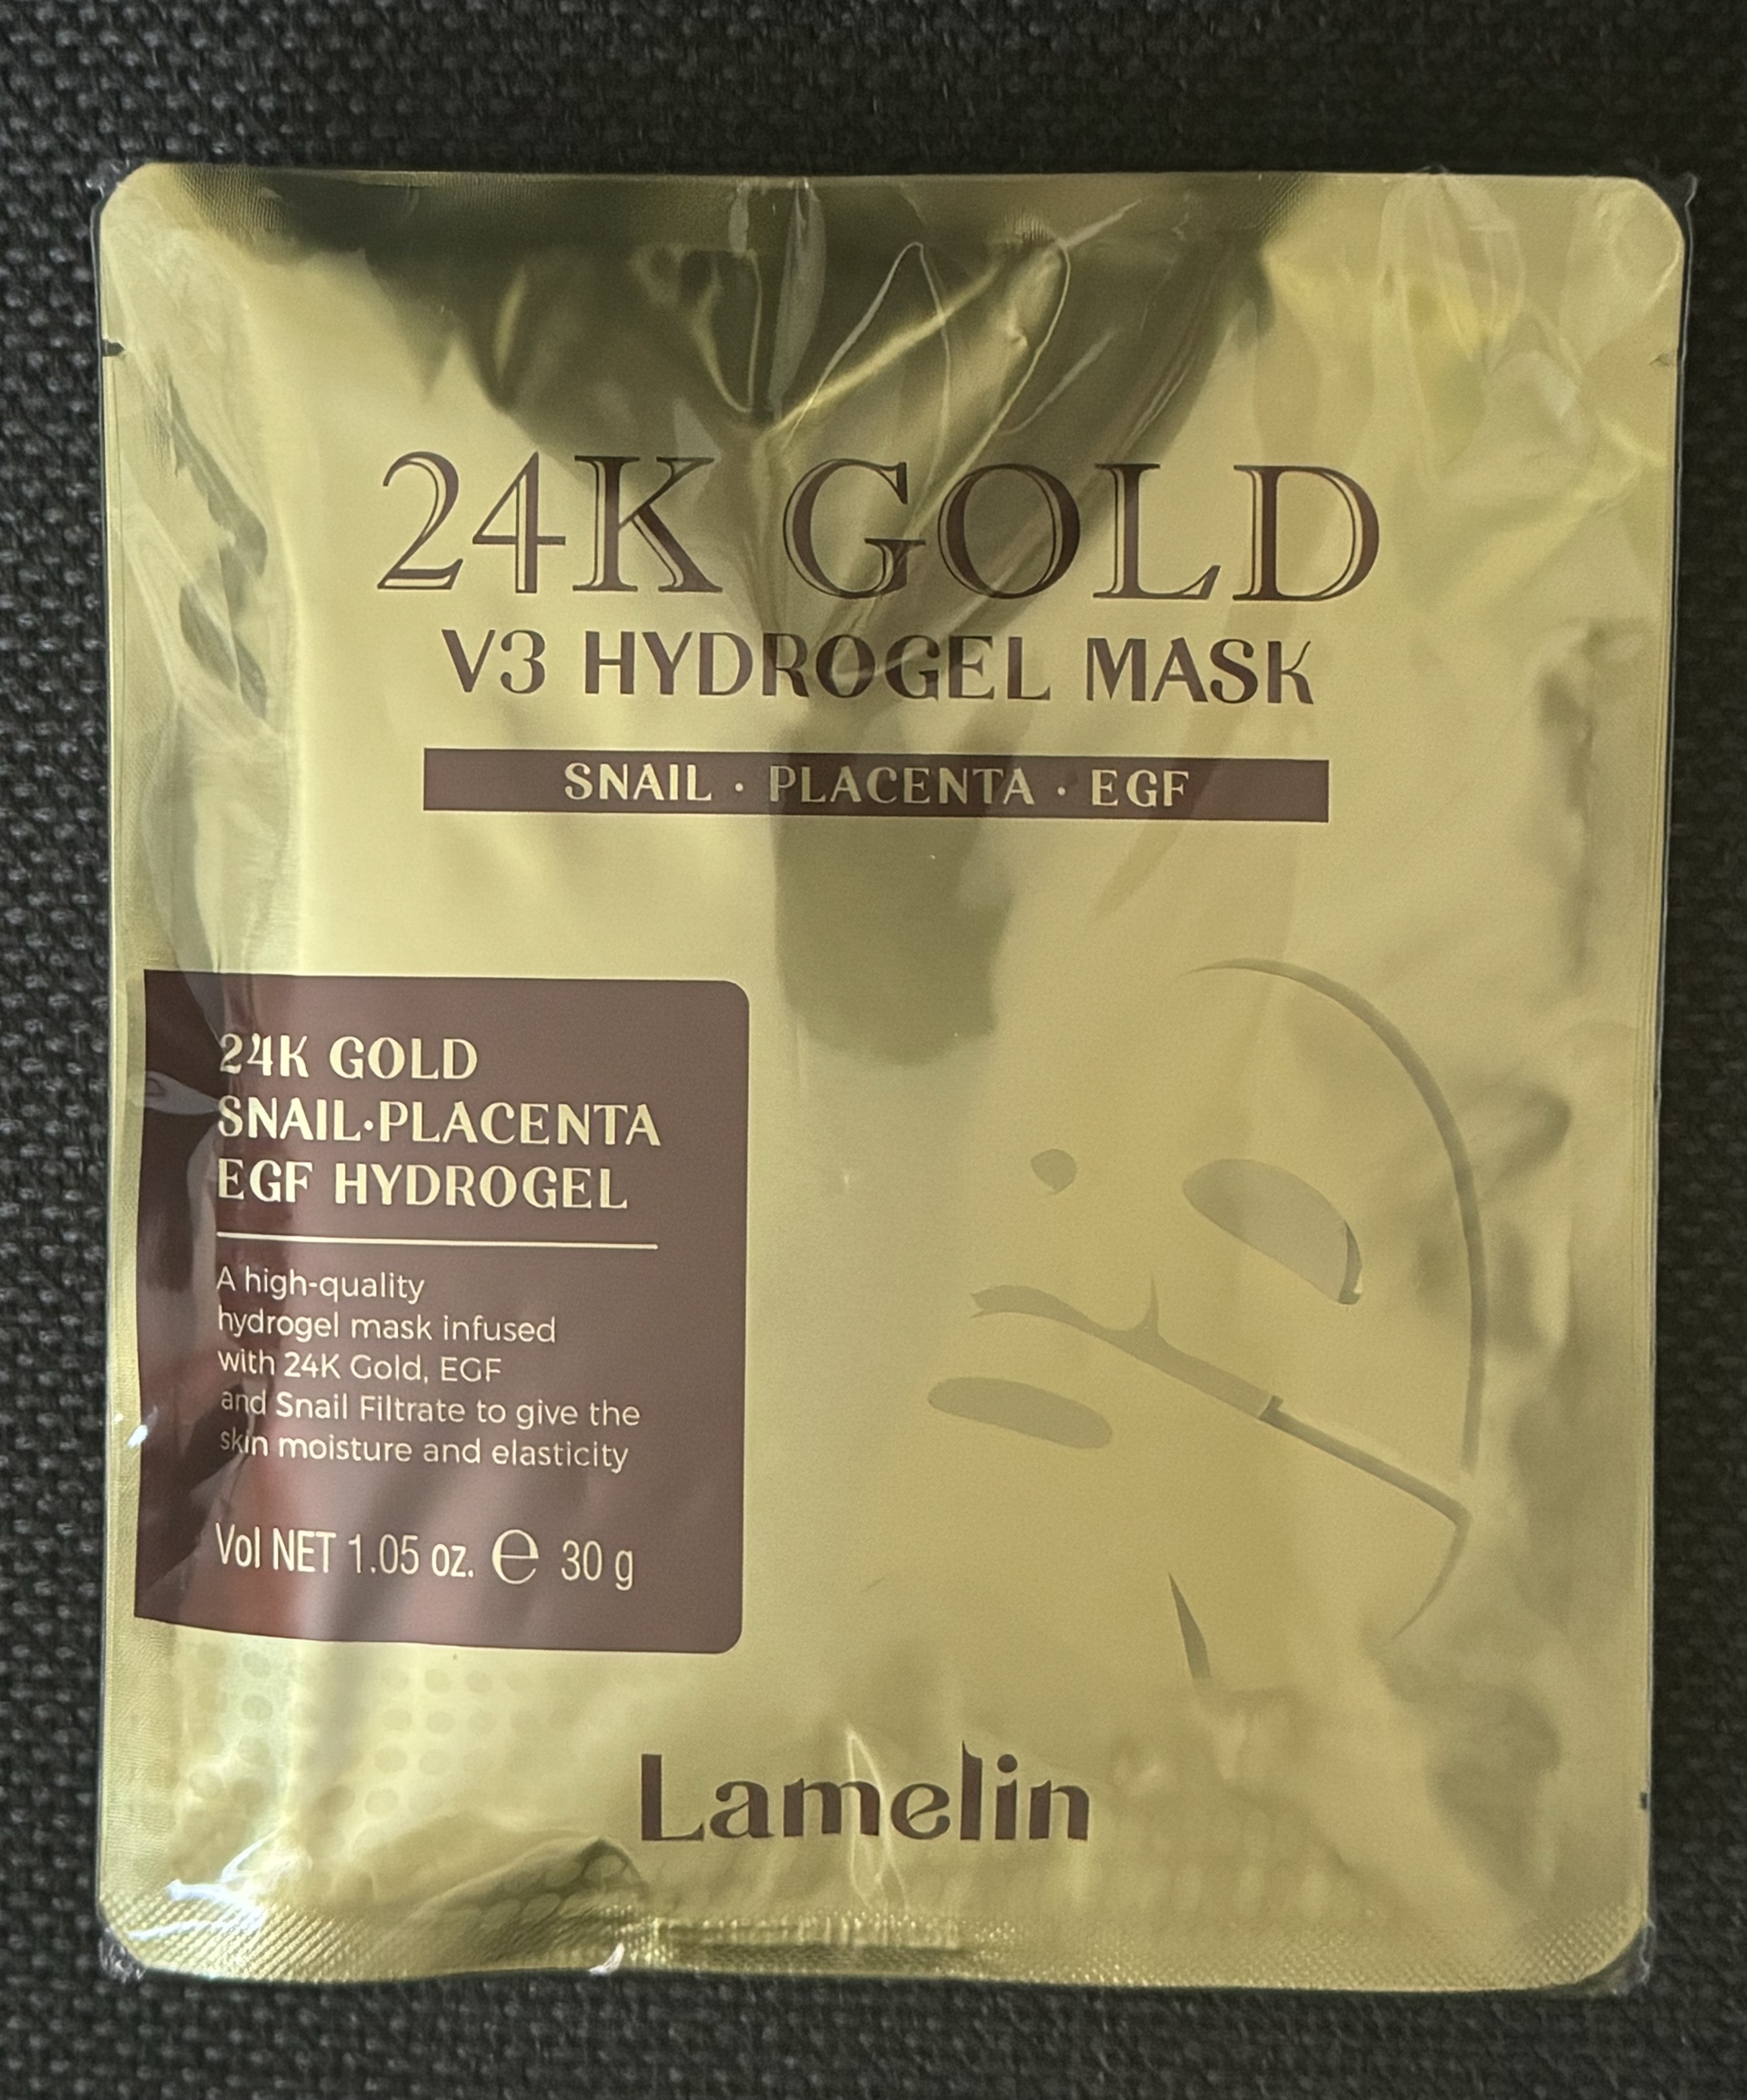 24K GOLD
V3 HYDROGEL MASK
SNAIL · PLACENTA · EGF
24K GOLD
SNAIL·PLACENTA
EGF HYDROGEL
A high-quality
hydrogel mask infused
with 24K Gold, EGF
and Snail Filtrate to give the
skin moisture and elasticity
Vol NET 1.05 oz. ℮ 30 g
Lamelin